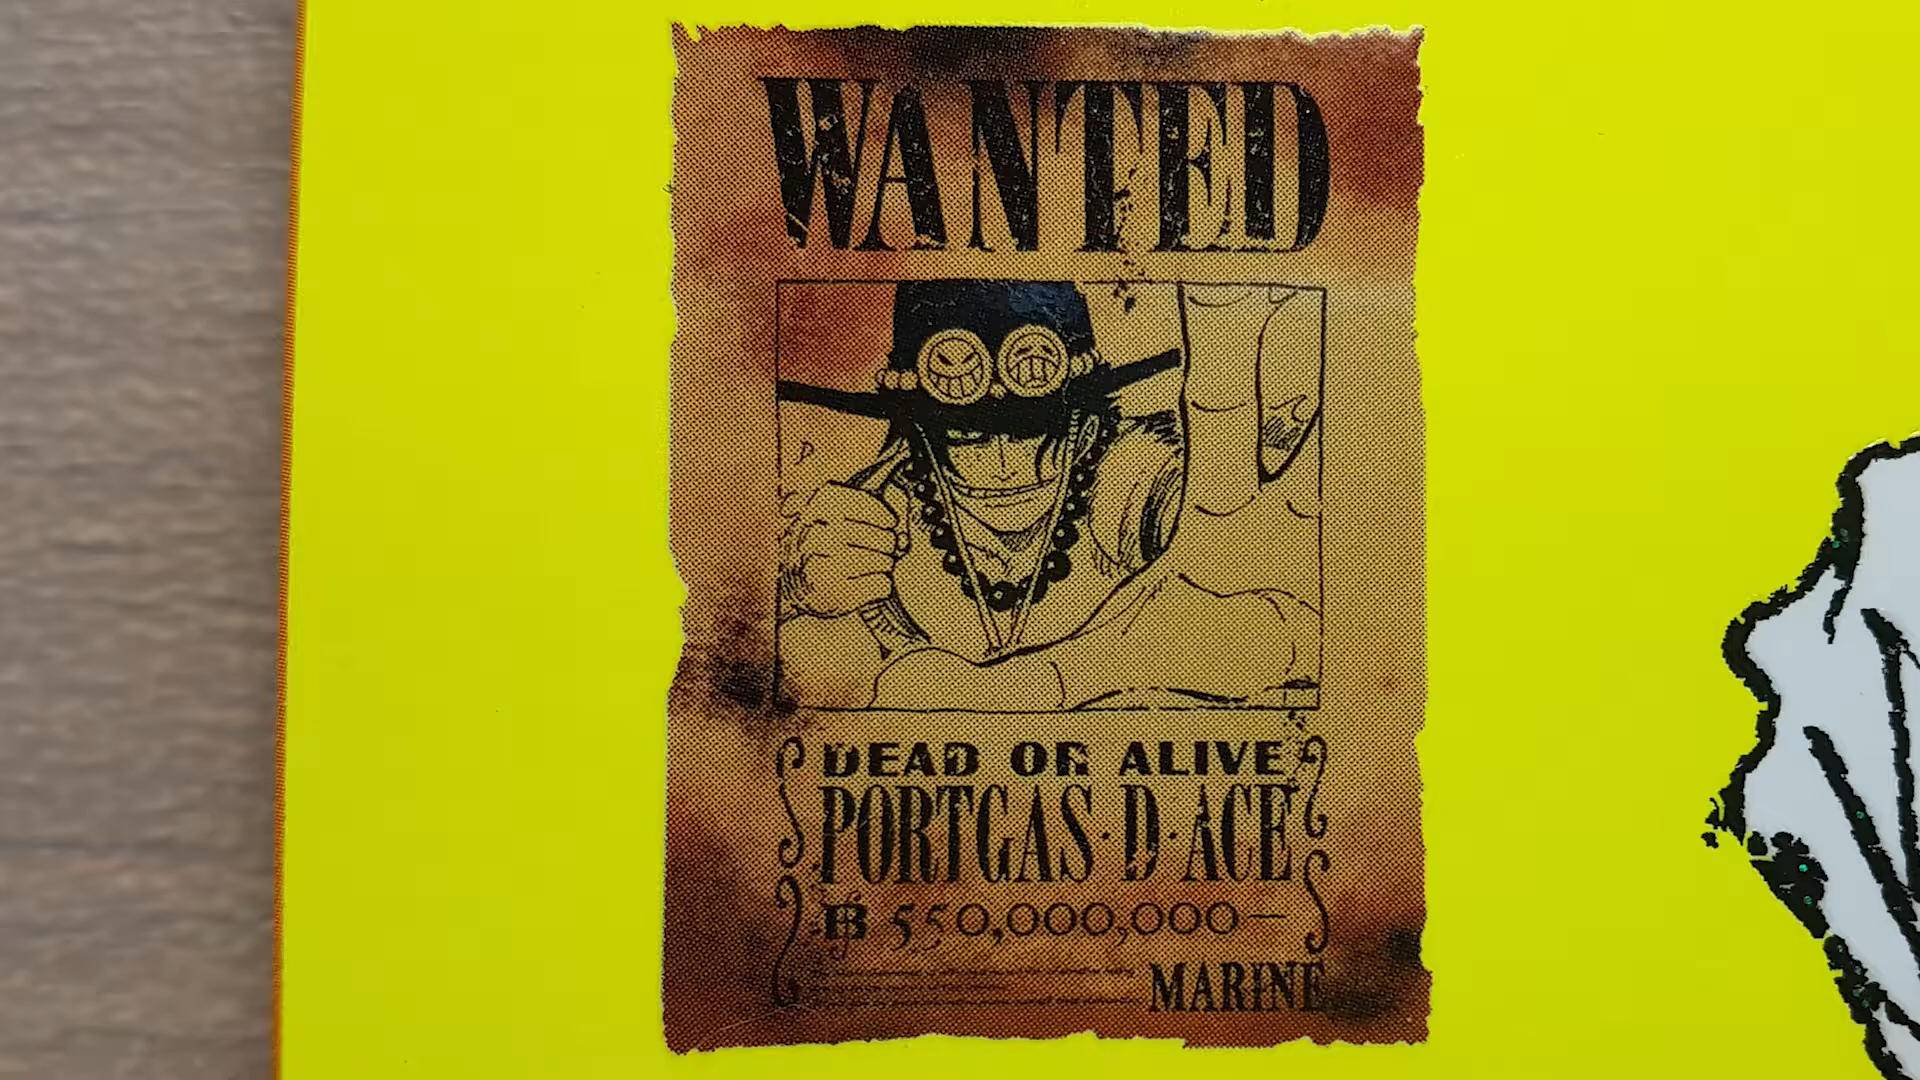 WANTED
DEAD OR ALIVE
PORTGAS·D·ACE
B 550,000,000—
MARINE